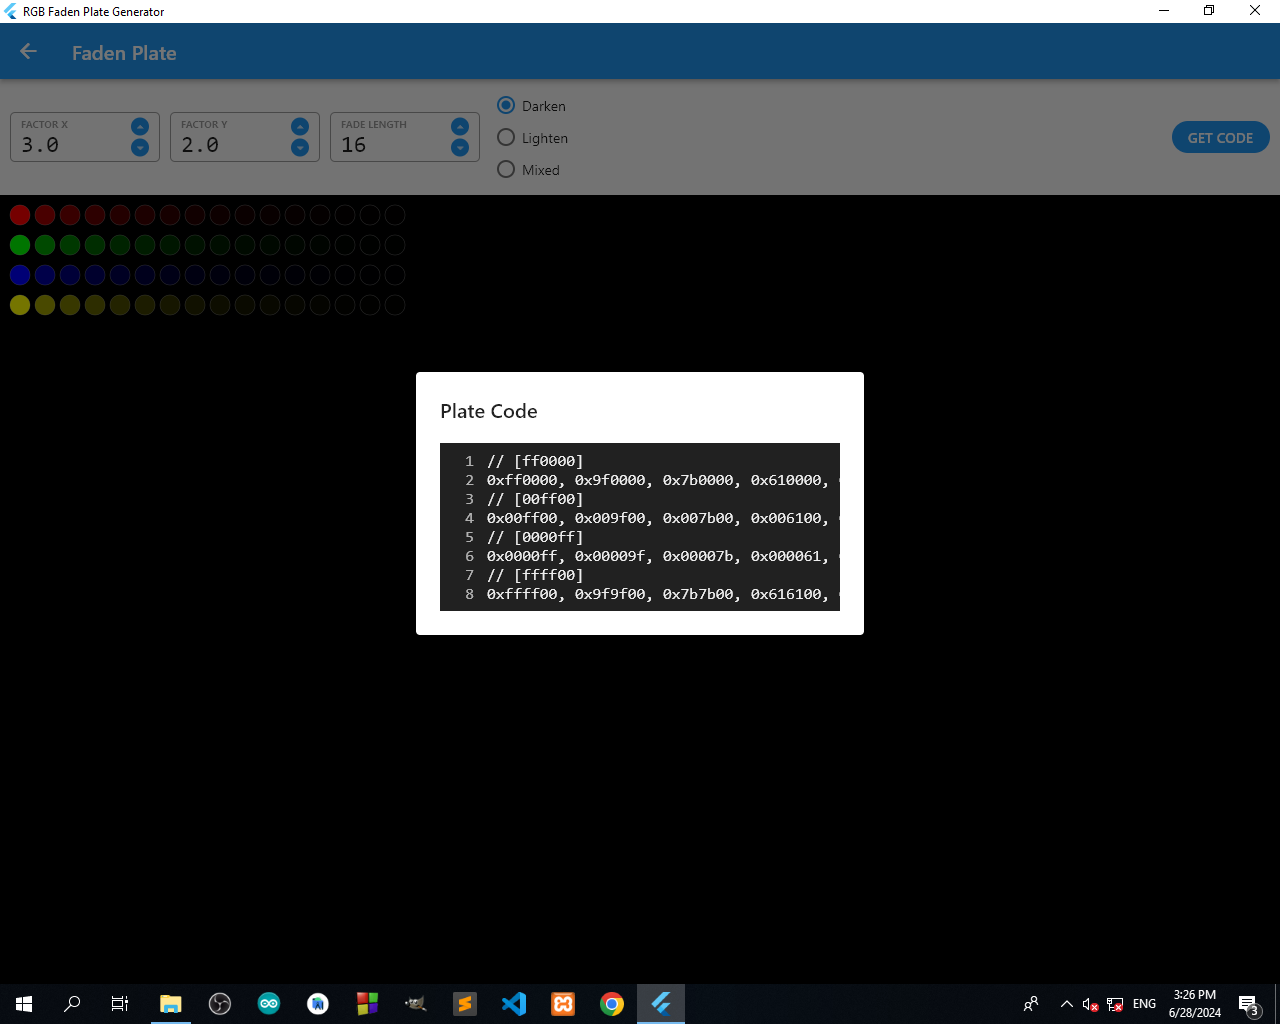 RGB Faden Plate Generator
Faden Plate
FACTOR X
3.0
FACTOR Y
2.0
FADE LENGTH
16
Darken
Lighten
Mixed
GET CODE
Plate Code
1 // [ff0000]
2 0xff0000, 0x9f0000, 0x7b0000, 0x610000,
3 // [00ff00]
4 0x00ff00, 0x009f00, 0x007b00, 0x006100,
5 // [0000ff]
6 0x0000ff, 0x00009f, 0x00007b, 0x000061,
7 // [ffff00]
8 0xffff00, 0x9f9f00, 0x7b7b00, 0x616100,
ENG
3:26 PM
6/28/2024
3